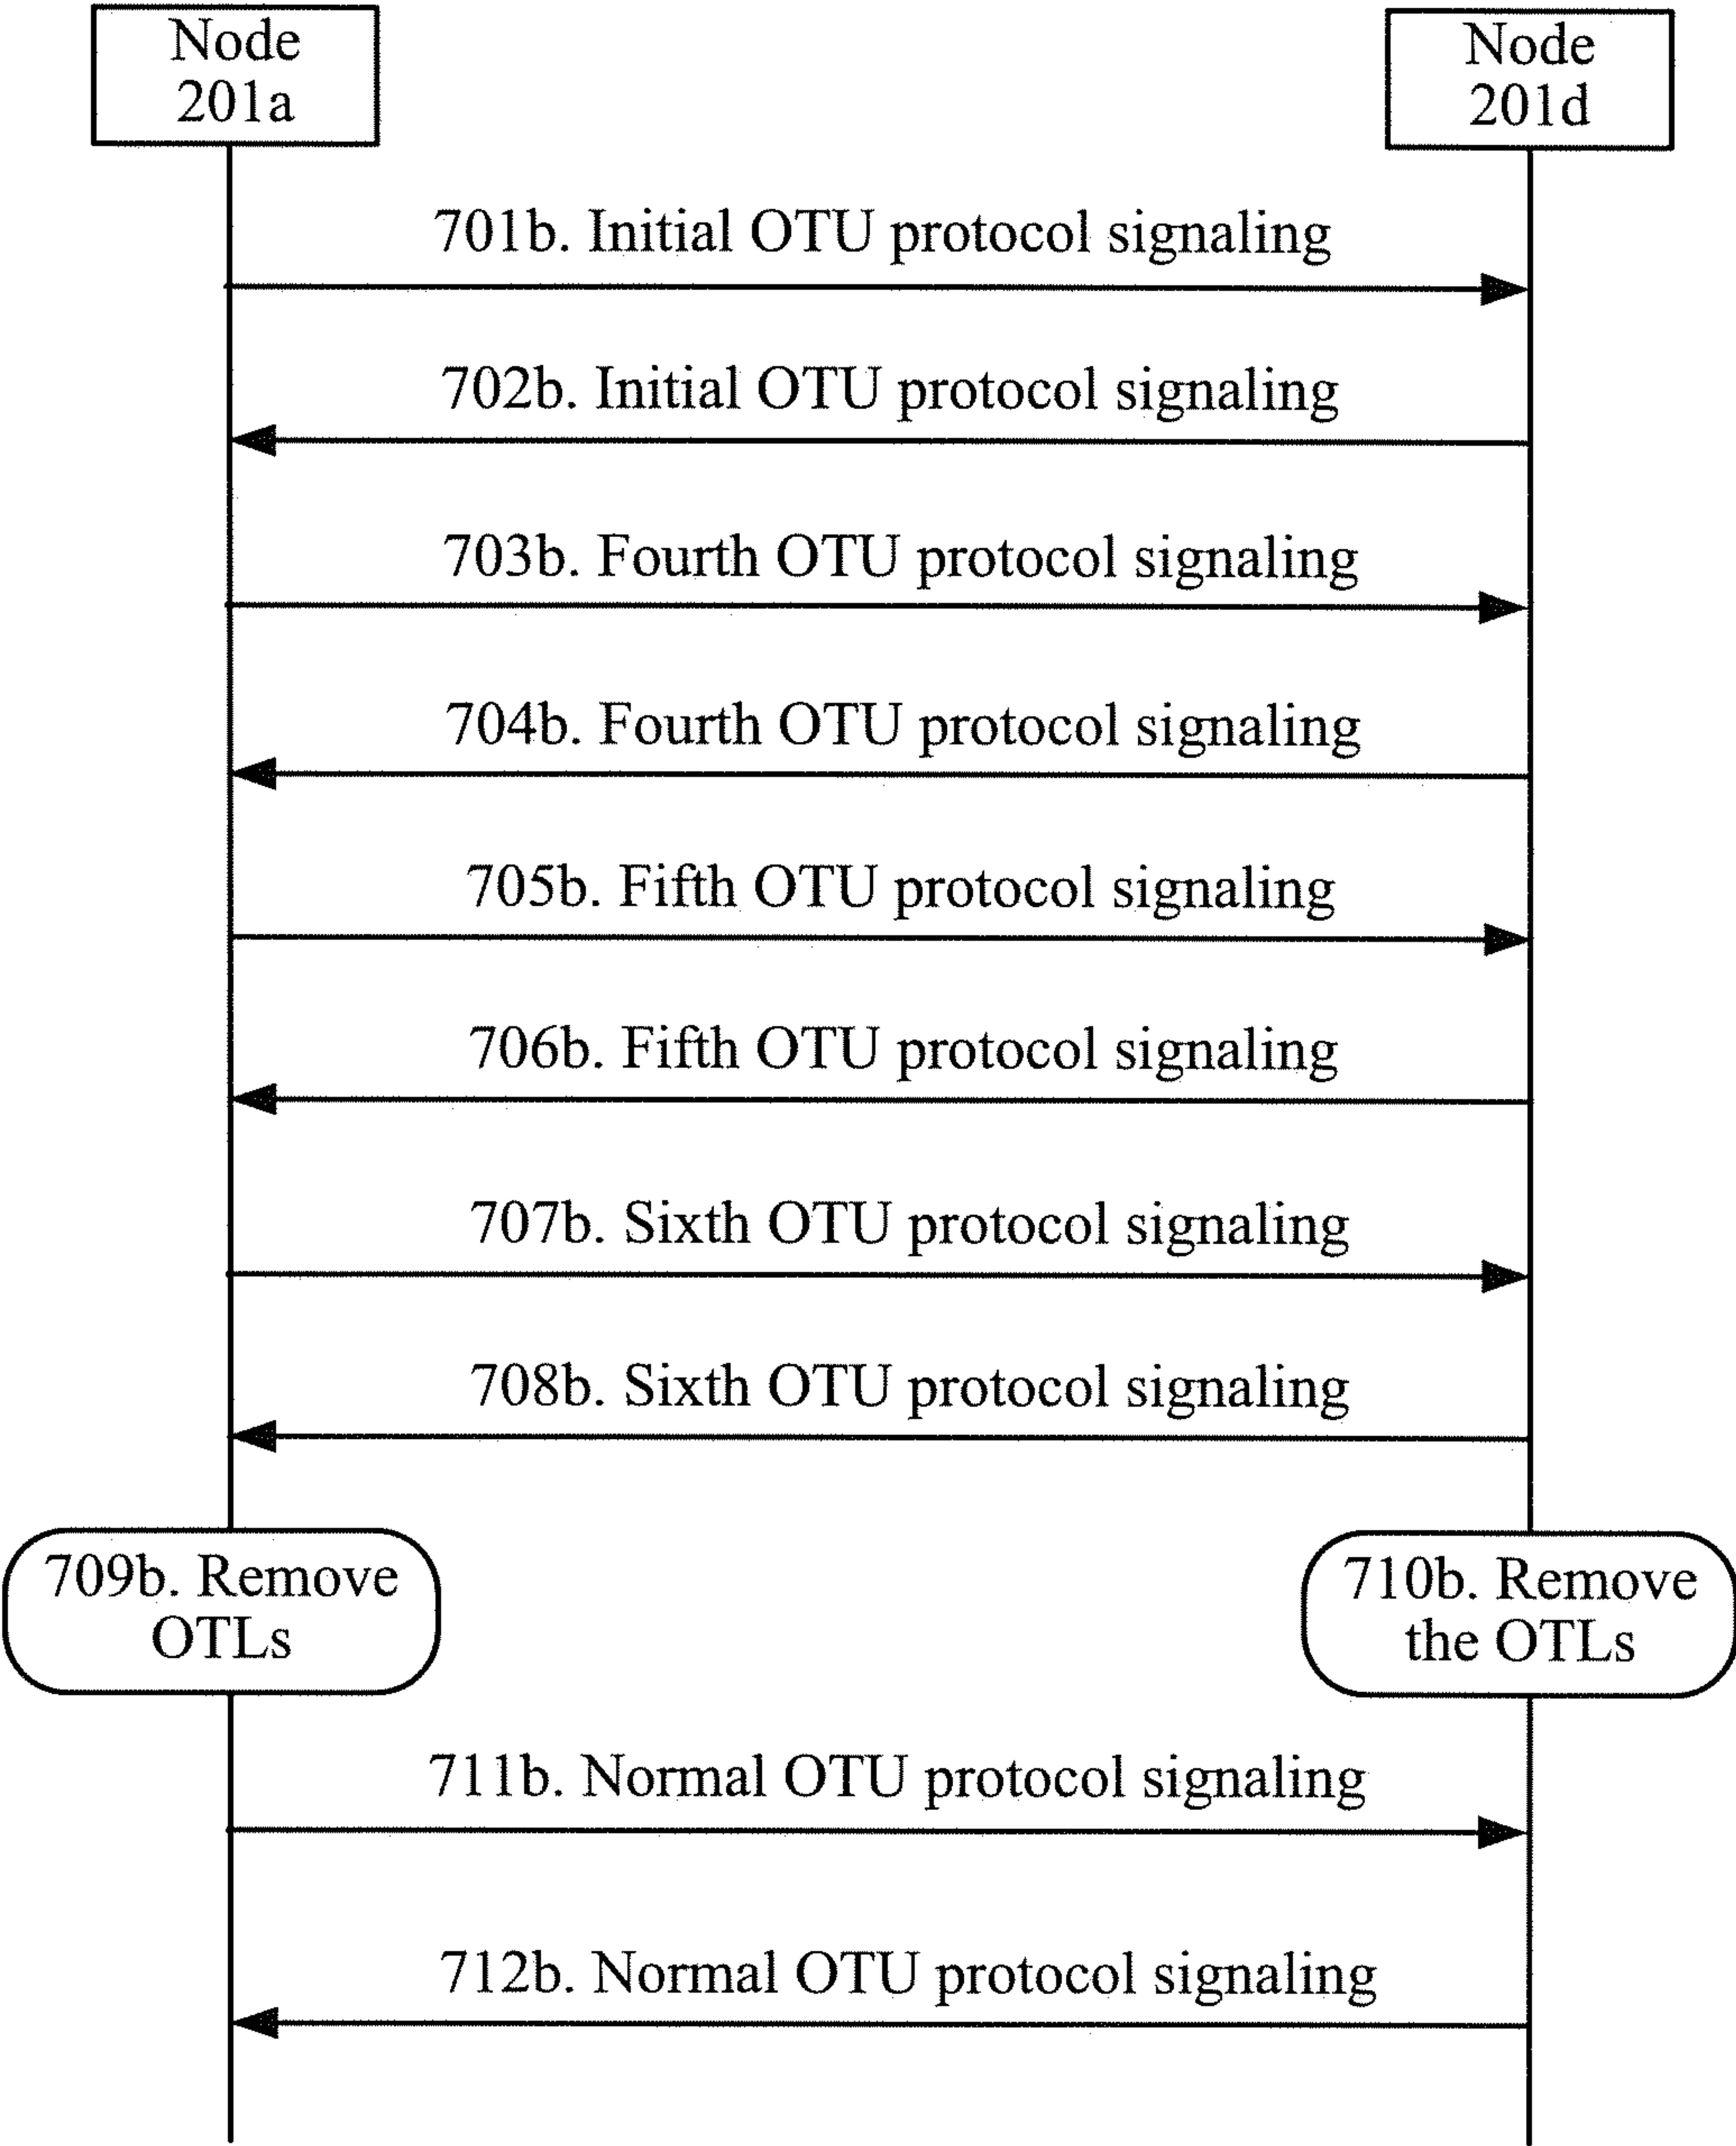 Node
201a
Node
201d
701b. Initial OTU protocol signaling
702b. Initial OTU protocol signaling
703b. Fourth OTU protocol signaling
704b. Fourth OTU protocol signaling
705b. Fifth OTU protocol signaling
706b. Fifth OTU protocol signaling
707b. Sixth OTU protocol signaling
708b. Sixth OTU protocol signaling
709b. Remove
OTLs
710b. Remove
the OTLs
711b. Normal OTU protocol signaling
712b. Normal OTU protocol signaling